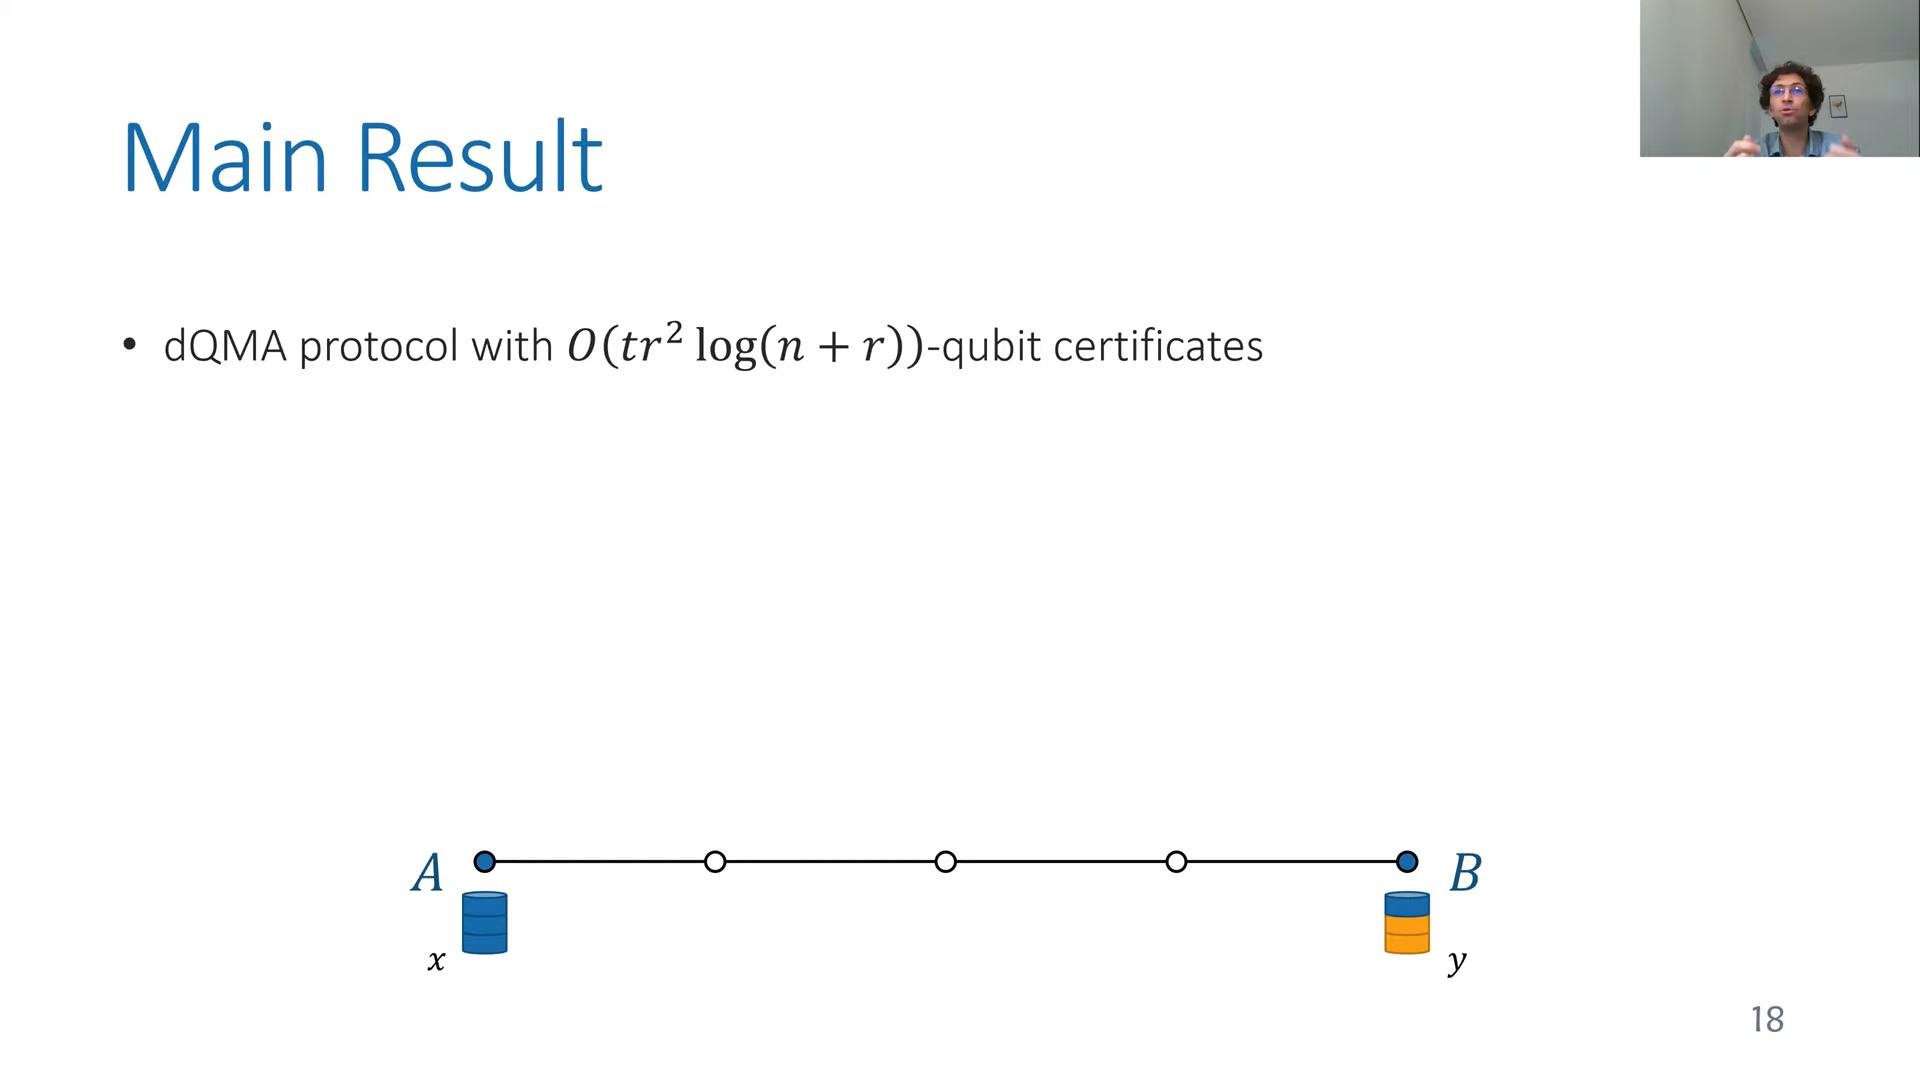 Main Result
• dQMA protocol with O(tr² log(n + r))-qubit certificates
A B
x y
18